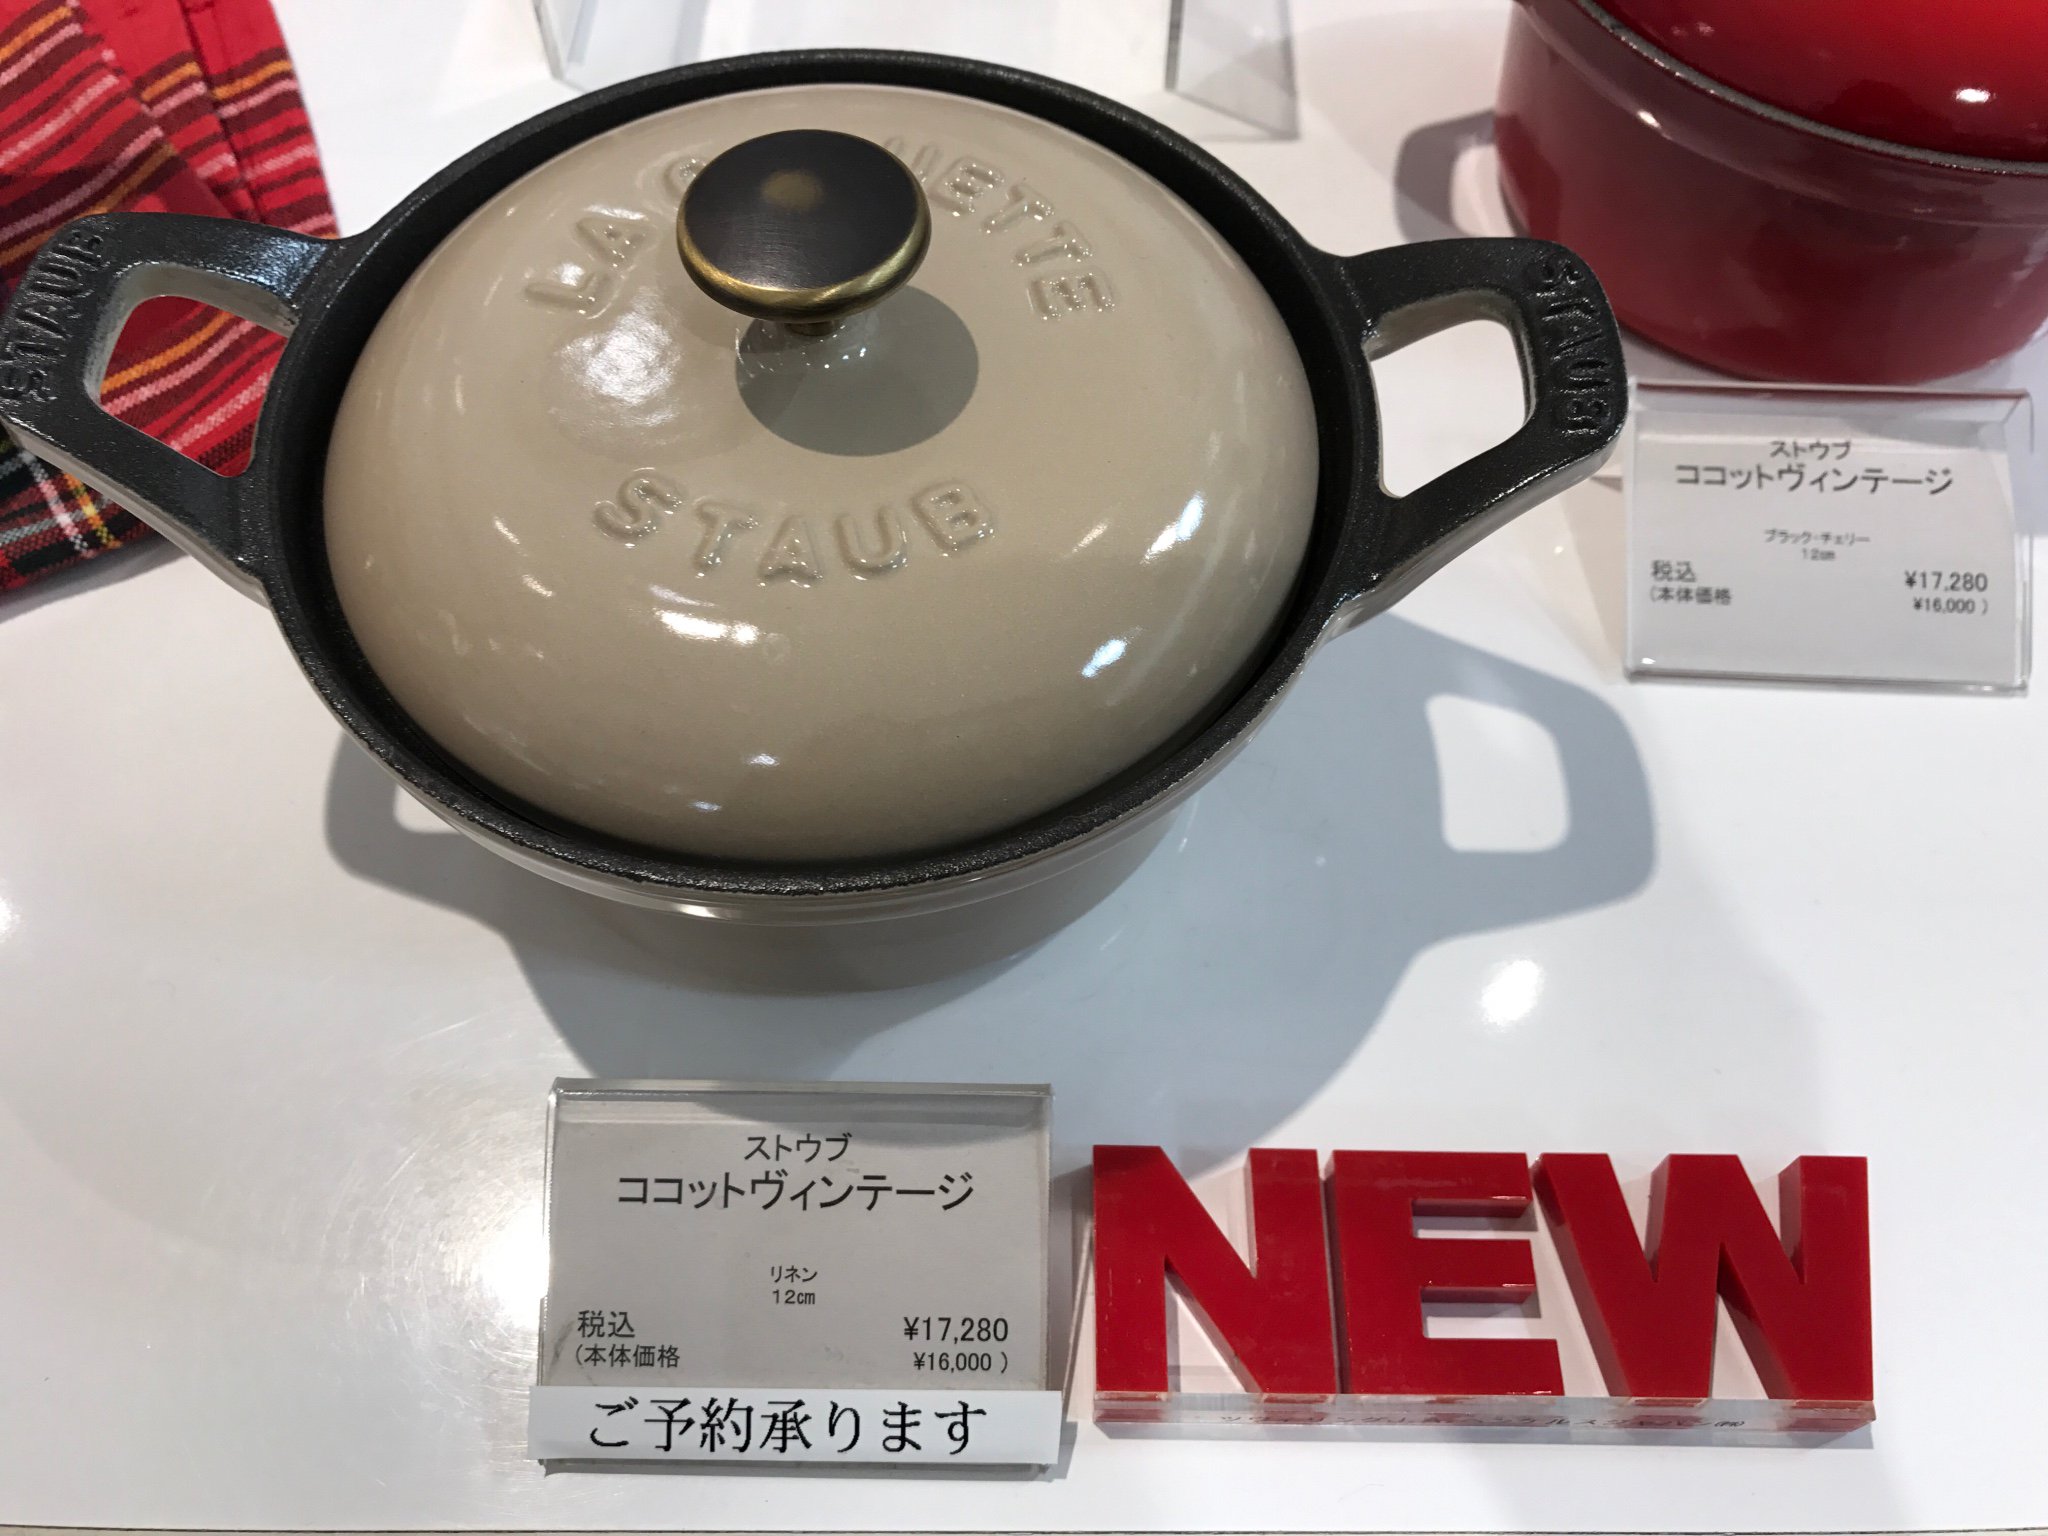 LA COQUETTE
STAUB
STAUB
STAUB
ストウブ
ココットヴィンテージ
ブラック・チェリー
12㎝
税込 ¥17,280
(本体価格 ¥16,000 )
ストウブ
ココットヴィンテージ
リネン
12㎝
税込 ¥17,280
(本体価格 ¥16,000 )
ご予約承ります
NEW